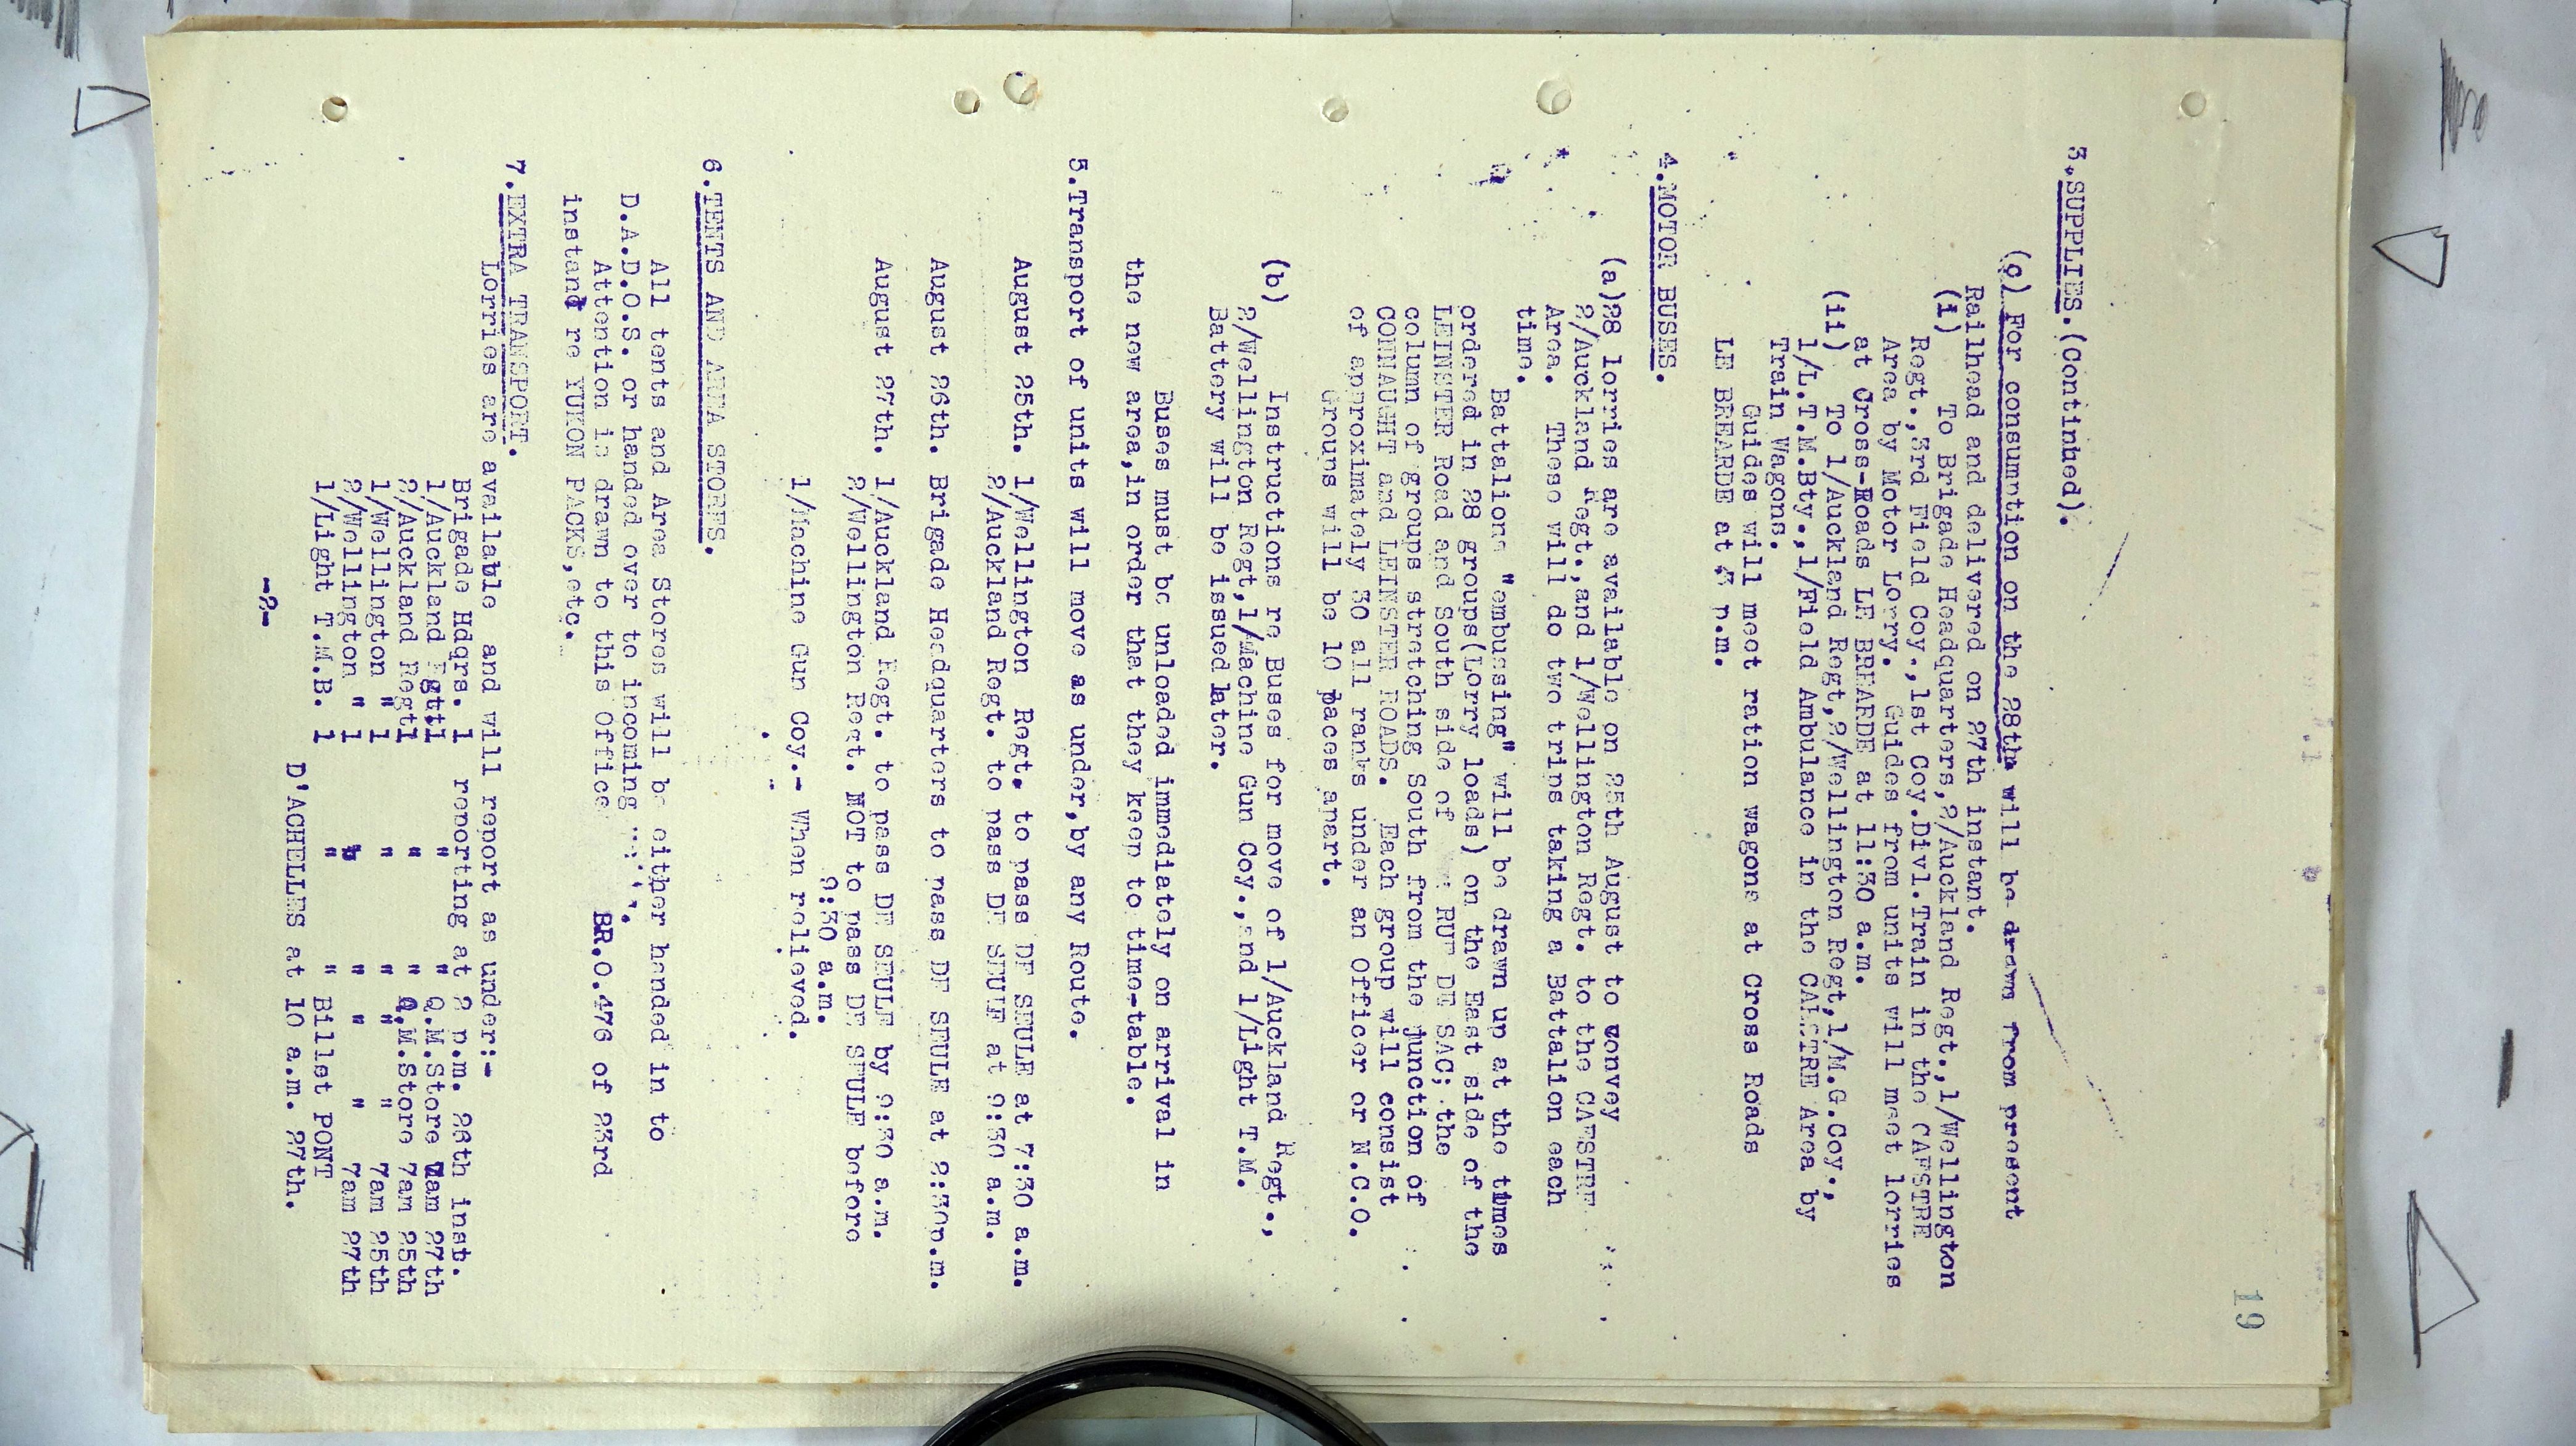 19
3.SUPPLIES.(Continued).
(c) For consumption on the 28th will be drawn from present
Railhead and delivered on 27th instant.
(i) To Brigade Headquarters,2/Auckland Regt.,1/Wellington
Regt.,3rd Field Coy.,1st Coy.Divl.Train in the CAESTRE
Area by Motor Lorry. Guides from units will meet lorries
at Cross-Roads LE BREARDE at 11:30 a.m.
(ii) To 1/Auckland Regt,2/Wellington Regt,1/M.G.Coy.,
1/L.T.M.Bty.,1/Field Ambulance in the CAESTRE Area by
Train Wagons.
Guides will meet ration wagons at Cross Roads
LE BREARDE at p.m.
4.MOTOR BUSES.
(a)28 lorries are available on 25th August to convey
2/Auckland Regt.,and 1/Wellington Regt. to the CAESTRE
Area. These will do two trips taking a Battalion each
time.
Battalions "embussing" will be drawn up at the times
ordered in 28 groups(Lorry loads) on the East side of the
LEINSTER Road and South side of RUE DE SAC; the
column of groups stretching South from the junction of
CONNAUGHT and LEINSTER ROADS. Each group will consist
of approximately 30 all ranks under an Officer or N.C.O.
Groups will be 10 paces apart.
(b) Instructions re Buses for move of 1/Auckland Regt.,
2/Wellington Regt,1/Machine Gun Coy.,and 1/Light T.M.
Battery will be issued later.
Buses must be unloaded immediately on arrival in
the new area,in order that they keep to time-table.
5.Transport of units will move as under,by any Route.
August 25th. 1/Wellington Regt. to pass DE SEULE at 7:30 a.m.
2/Auckland Regt. to pass DE SEULE at 9:30 a.m.
August 26th. Brigade Headquarters to pass DE SEULE at 2:30p.m.
August 27th. 1/Auckland Regt. to pass DE SEULE by 9:30 a.m.
2/Wellington Regt. NOT to pass DE SEULE before
9:30 a.m.
1/Machine Gun Coy.- When relieved.
6.TENTS AND AREA STORES.
All tents and Area Stores will be either handed in to
D.A.D.O.S. or handed over to incoming
Attention is drawn to this Office BR.O.476 of 23rd
instant re YUKON PACKS,etc.
7.EXTRA TRANSPORT.
Lorries are available and will report as under:-
Brigade Hdqrs. 1 reporting at 2 p.m. 26th inst.
1/Auckland Regt 1 " " Q.M.Store 7am 27th
2/Auckland Regt1 " " Q.M.Store 7am 25th
1/Wellington " 1 " " " " 7am 25th
2/Wellington " 1 " " " " 7am 27th
1/Light T.M.B. 1 " " Billet PONT
D'ACHELLES at 10 a.m. 27th.
-2-